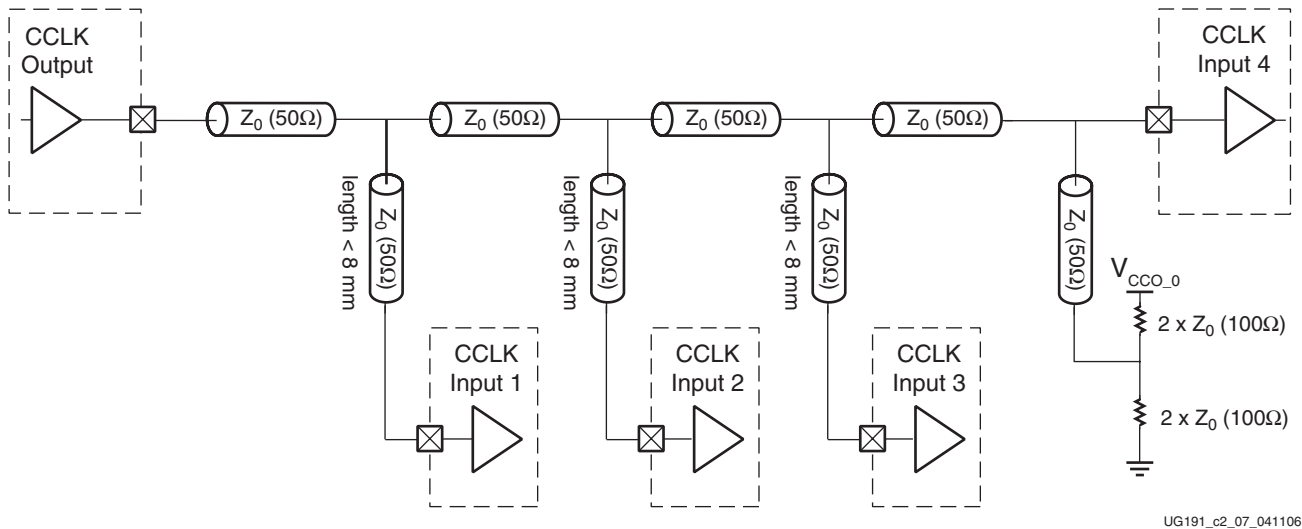 CCLK
Output
CCLK
Input 4
Z0 (50Ω)
Z0 (50Ω)
Z0 (50Ω)
Z0 (50Ω)
length < 8 mm
Z0 (50Ω)
length < 8 mm
Z0 (50Ω)
length < 8 mm
Z0 (50Ω)
Z0 (50Ω)
VCCO_0
2 x Z0 (100Ω)
2 x Z0 (100Ω)
CCLK
Input 1
CCLK
Input 2
CCLK
Input 3
UG191_c2_07_041106